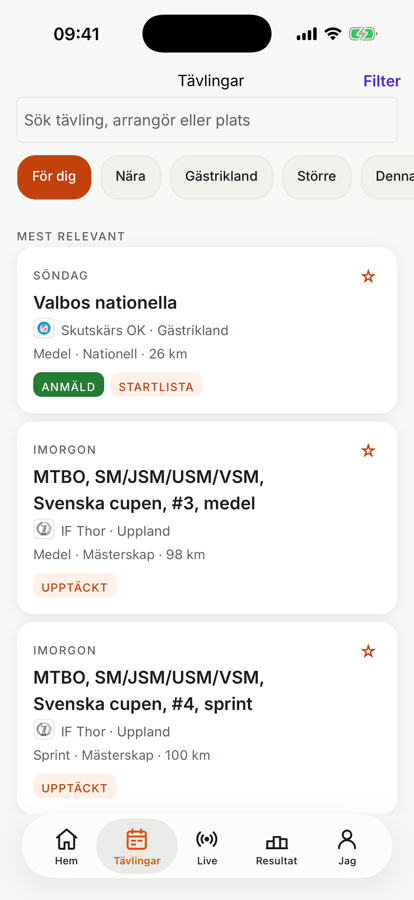 09:41
Tävlingar
Filter
Sök tävling, arrangör eller plats
För dig
Nära
Gästrikland
Större
Denna
MEST RELEVANT
SÖNDAG
Valbos nationella
Skutskärs OK · Gästrikland
Medel · Nationell · 26 km
ANMÄLD
STARTLISTA
IMORGON
MTBO, SM/JSM/USM/VSM,
Svenska cupen, #3, medel
IF Thor · Uppland
Medel · Mästerskap · 98 km
UPPTÄCKT
IMORGON
MTBO, SM/JSM/USM/VSM,
Svenska cupen, #4, sprint
IF Thor · Uppland
Sprint · Mästerskap · 100 km
UPPTÄCKT
Hem
Tävlingar
Live
Resultat
Jag